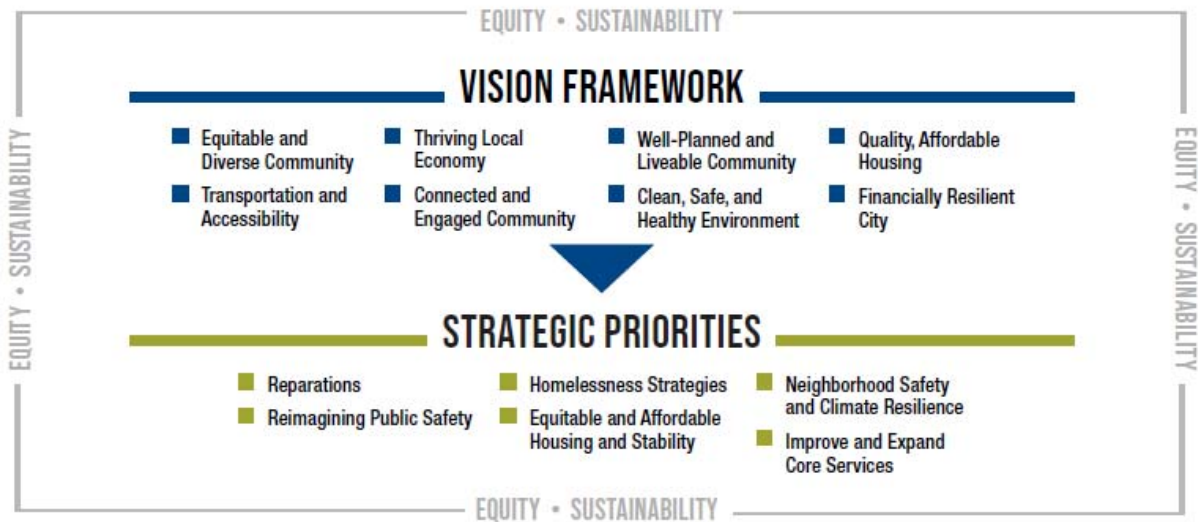 EQUITY • SUSTAINABILITY
VISION FRAMEWORK
Equitable and
Diverse Community
Transportation and
Accessibility
Thriving Local
Economy
Connected and
Engaged Community
Well-Planned and
Liveable Community
Clean, Safe, and
Healthy Environment
Quality, Affordable
Housing
Financially Resilient
City
EQUITY • SUSTAINABILITY
EQUITY • SUSTAINABILITY
STRATEGIC PRIORITIES
Reparations
Reimagining Public Safety
Homelessness Strategies
Equitable and Affordable
Housing and Stability
Neighborhood Safety
and Climate Resilience
Improve and Expand
Core Services
EQUITY • SUSTAINABILITY